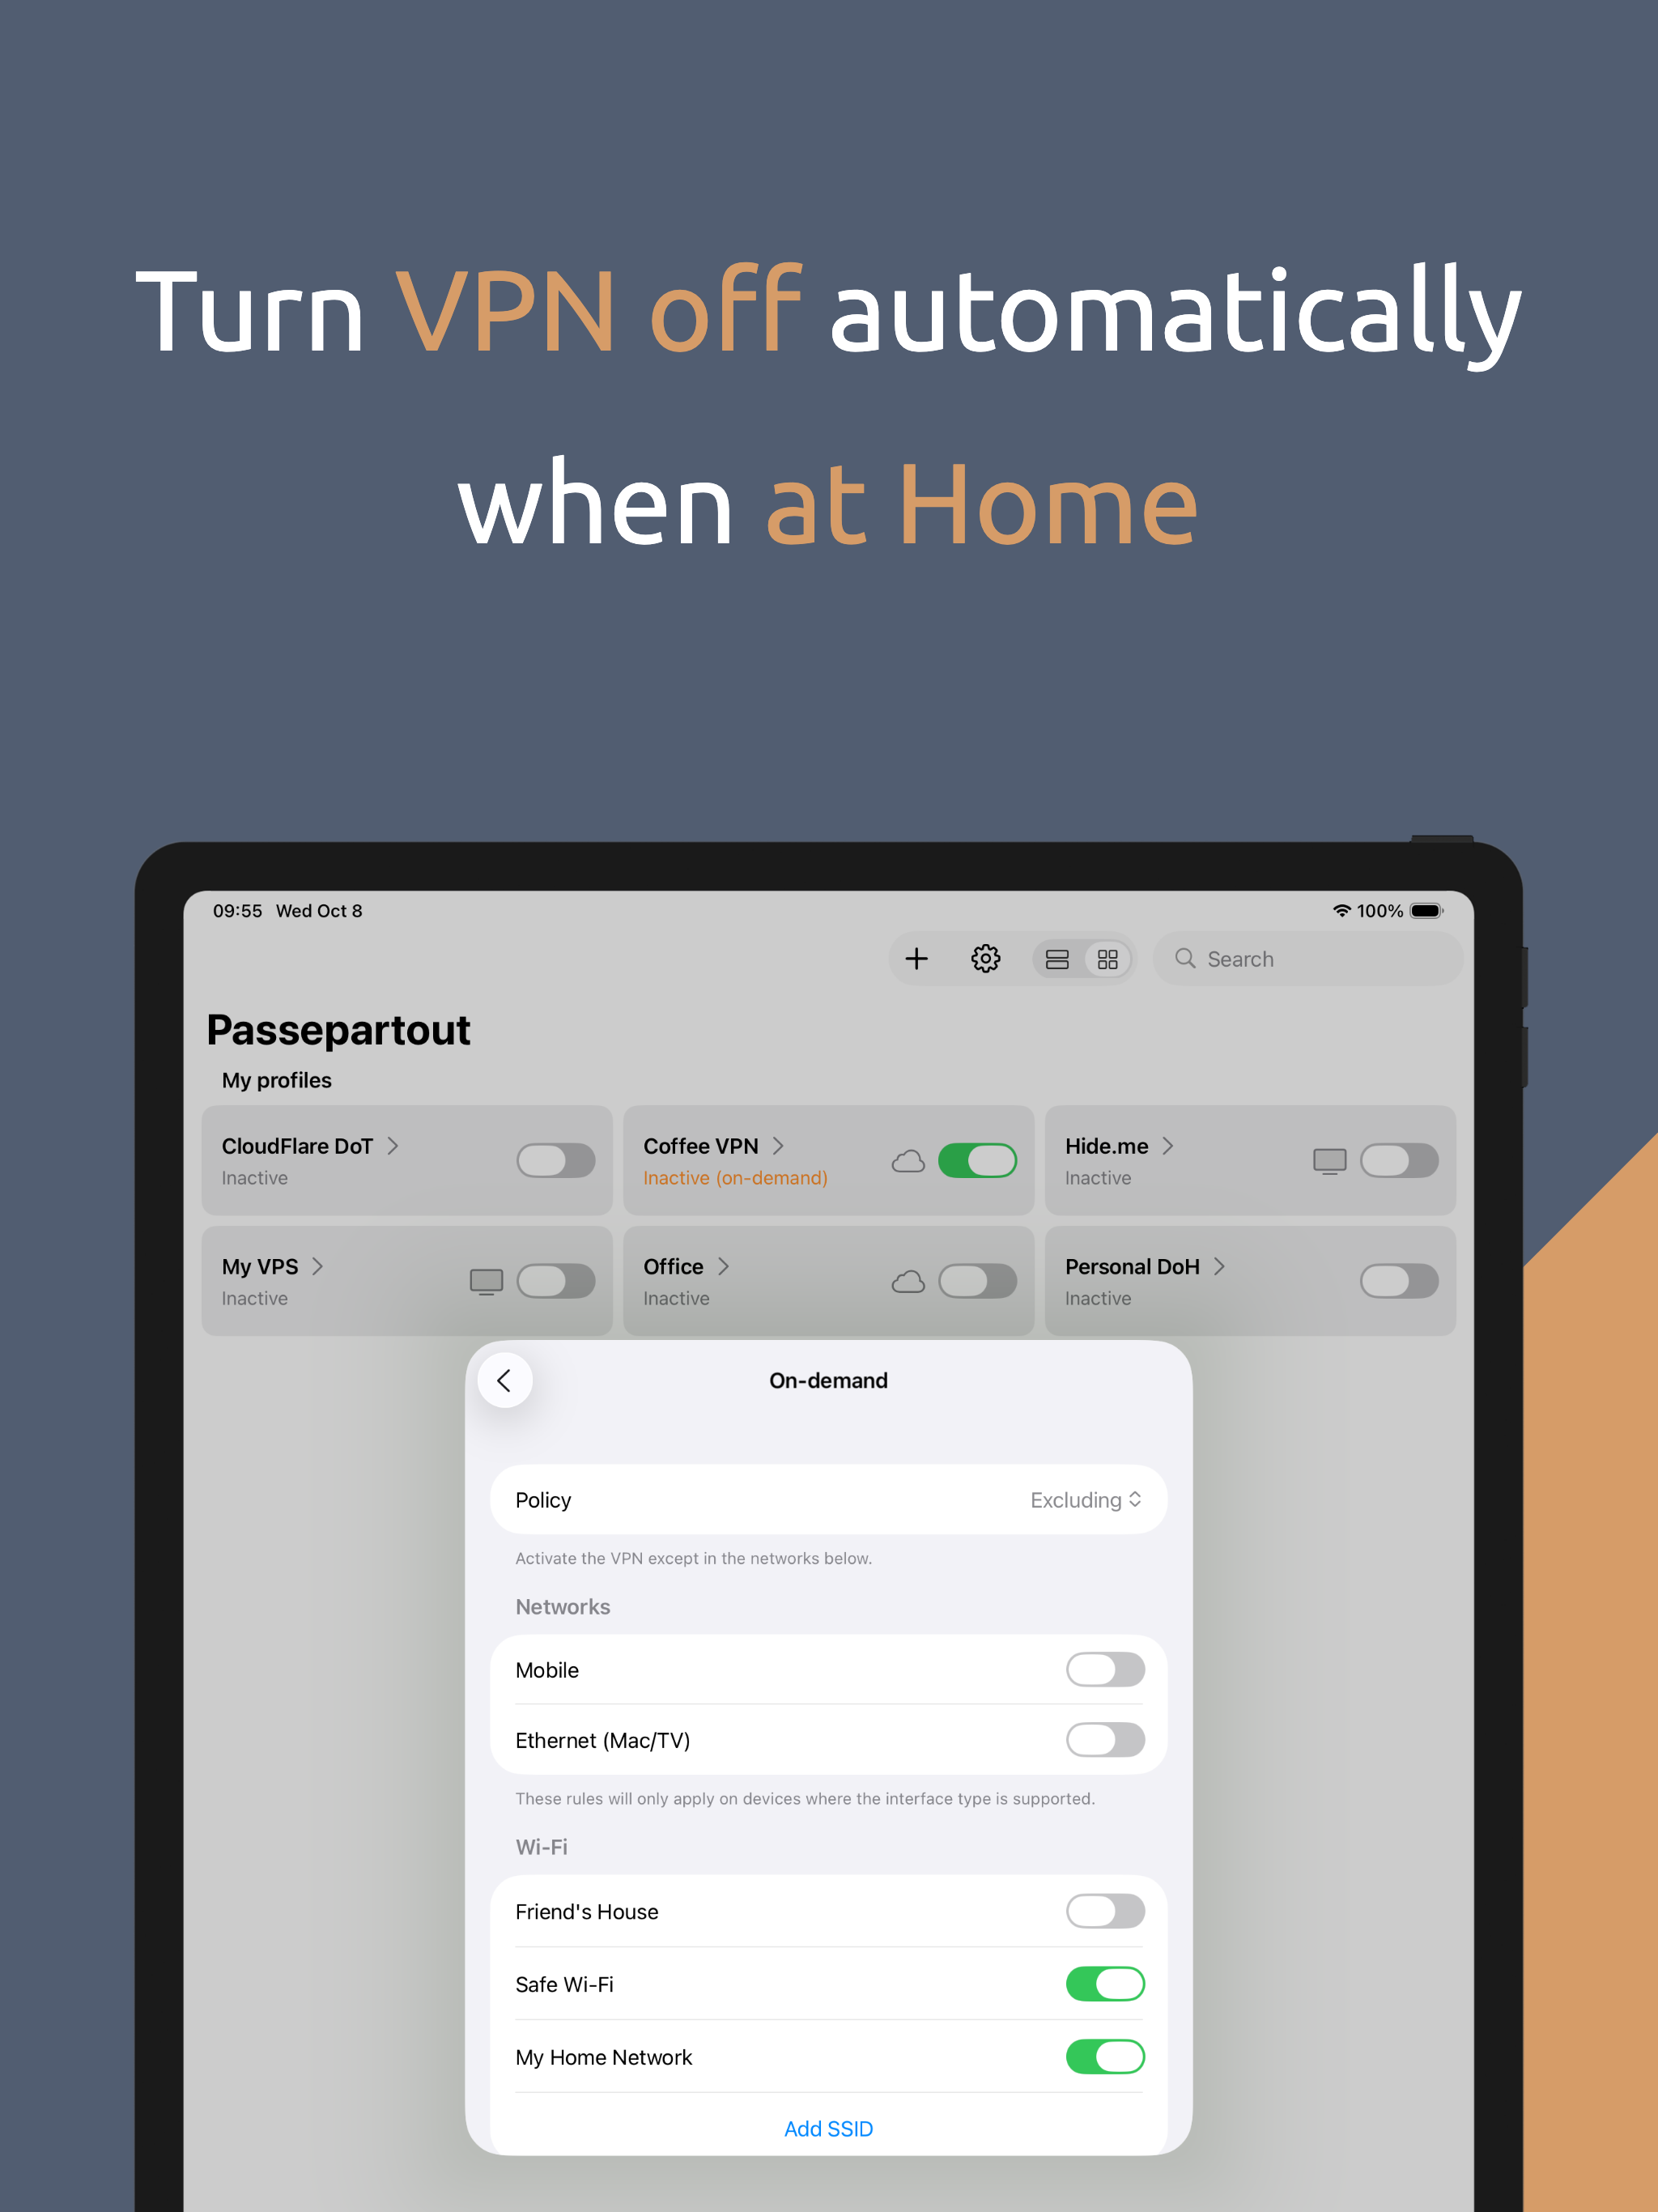 Turn VPN off automatically
when at Home
09:55 Wed Oct 8
100%
Search
Passepartout
My profiles
CloudFlare DoT
Inactive
Coffee VPN
Inactive (on-demand)
Hide.me
Inactive
My VPS
Inactive
Office
Inactive
Personal DoH
Inactive
On-demand
Policy Excluding
Activate the VPN except in the networks below.
Networks
Mobile
Ethernet (Mac/TV)
These rules will only apply on devices where the interface type is supported.
Wi-Fi
Friend's House
Safe Wi-Fi
My Home Network
Add SSID